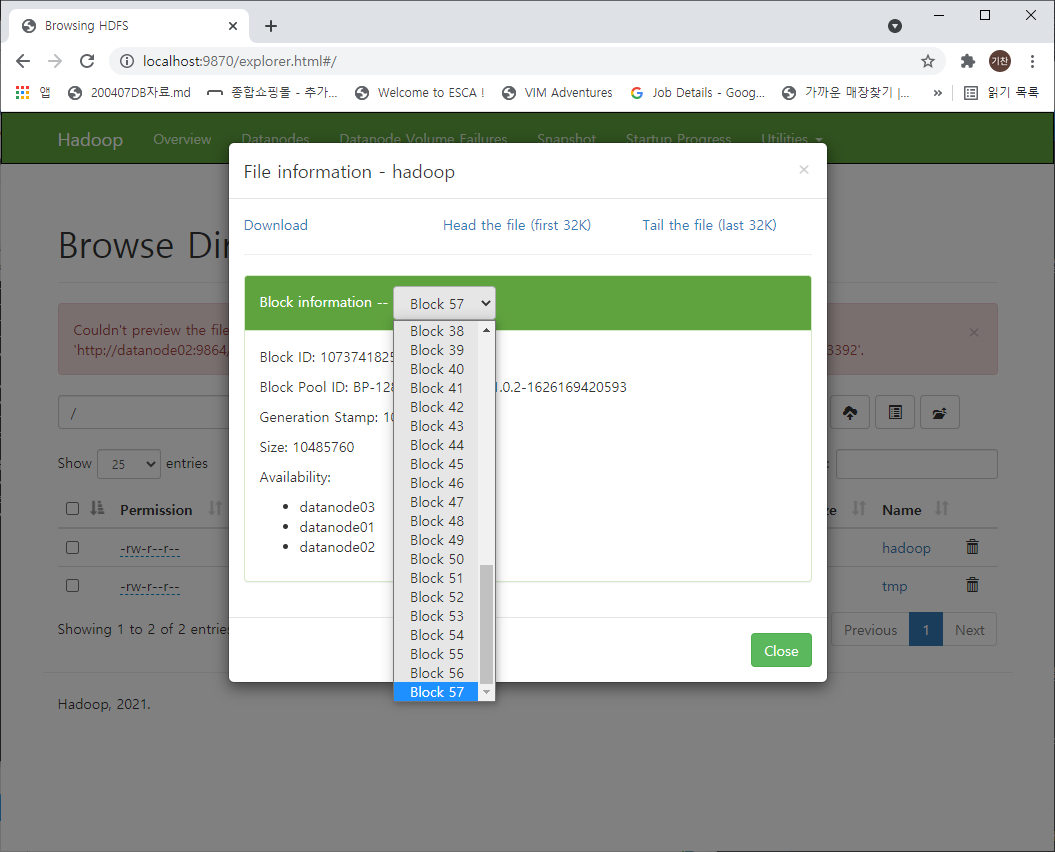 Browsing HDFS
localhost:9870/explorer.html#/
기찬
앱 200407DB자료.md 종합쇼핑몰 - 추가... Welcome to ESCA ! VIM Adventures Job Details - Goog... 가까운 매장찾기 |... » 읽기 목록
Hadoop Overview Datanodes Datanode Volume Failures Snapshot Startup Progress Utilities
File information - hadoop ×
Download Head the file (first 32K) Tail the file (last 32K)
Browse Dir
Block information -- Block 57
Couldn't preview the file
'http://datanode02:9864/ 3392'.
×
Block 38
Block 39
Block 40
Block 41
Block 42
Block 43
Block 44
Block 45
Block 46
Block 47
Block 48
Block 49
Block 50
Block 51
Block 52
Block 53
Block 54
Block 55
Block 56
Block 57
Block ID: 1073741825
Block Pool ID: BP-128 .0.2-1626169420593
Generation Stamp: 10
Size: 10485760
Availability:
datanode03
datanode01
datanode02
/
Show 25 entries :
Permission ze Name
-rw-r--r-- hadoop
-rw-r--r-- tmp
Showing 1 to 2 of 2 entries Previous 1 Next
Close
Hadoop, 2021.